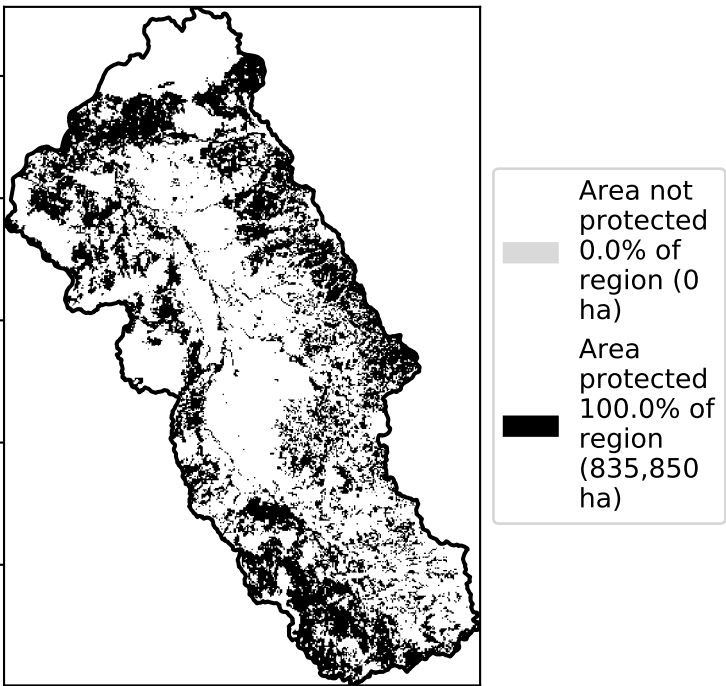 Area not
protected
0.0% of
region (0
ha)
Area
protected
100.0% of
region
(835,850
ha)